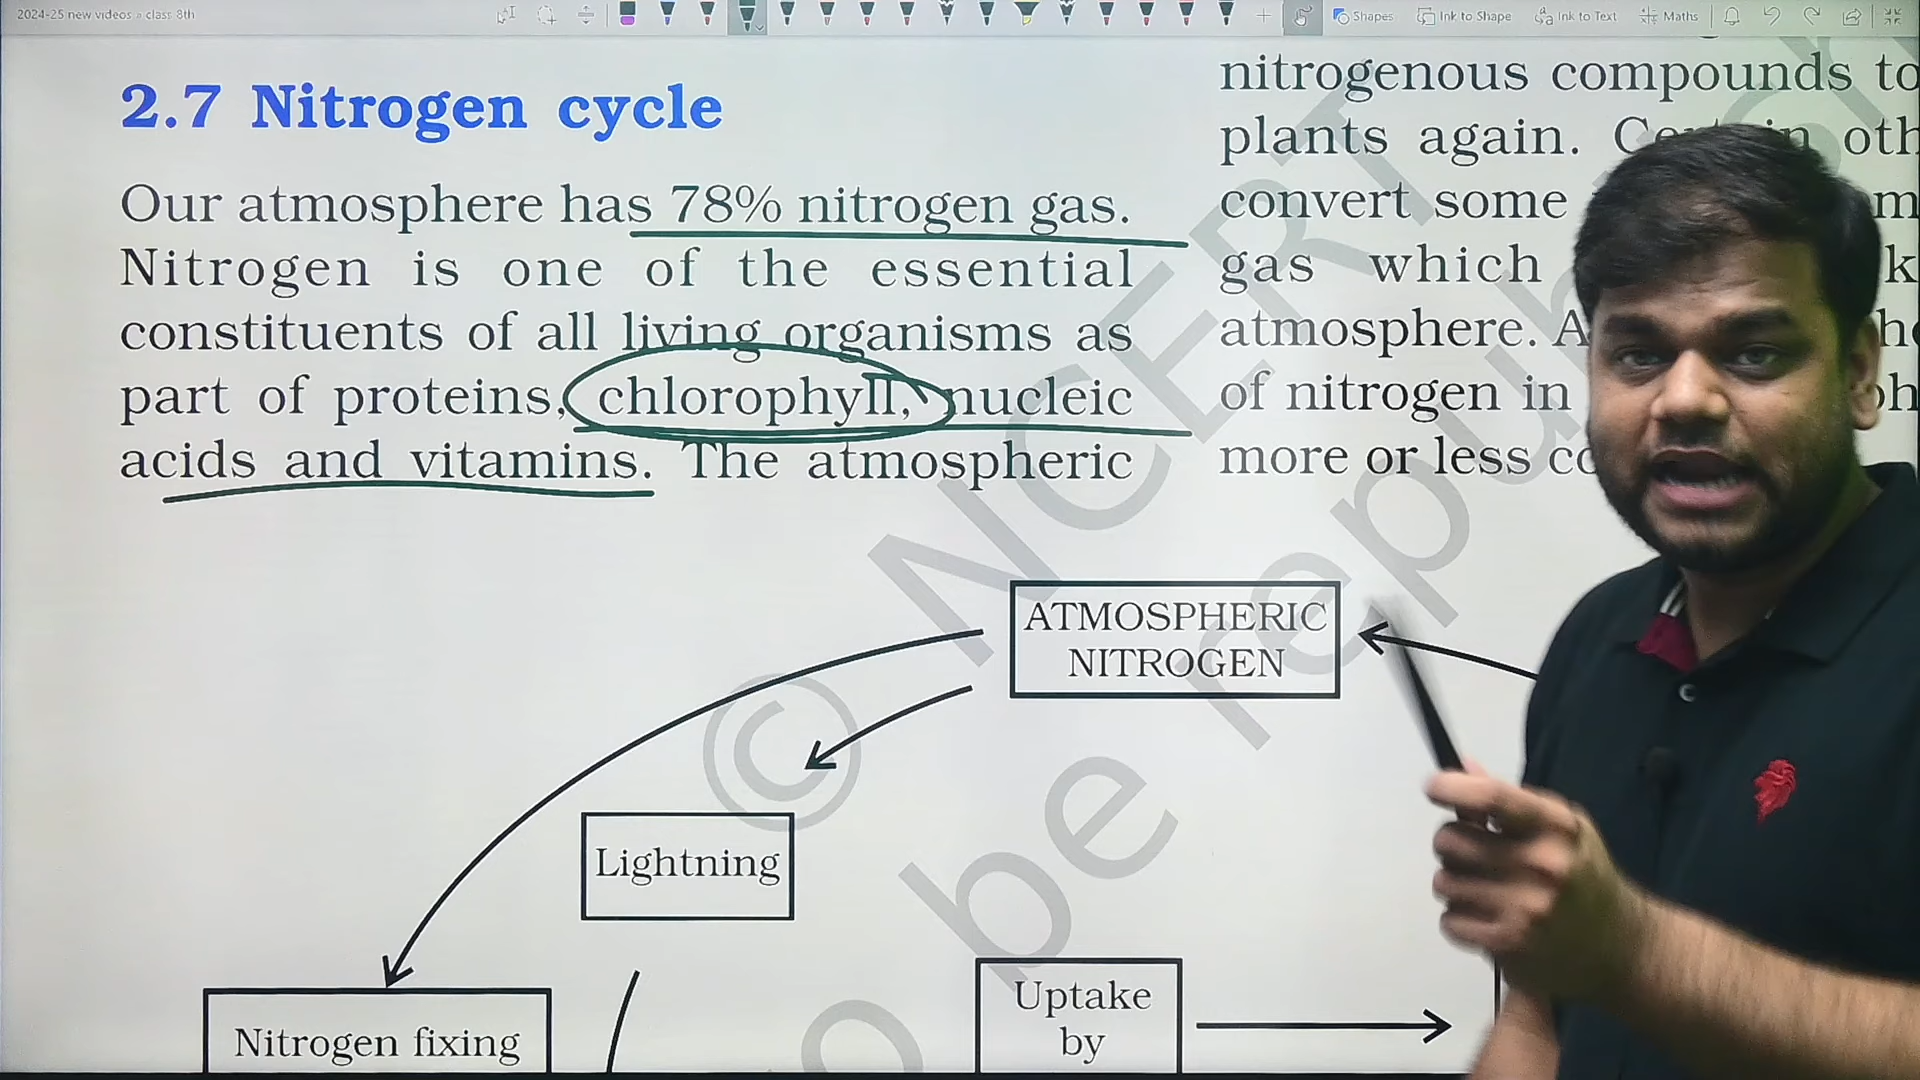 2024-25 new videos a class 8th
Shapes
Ink to Shape
Ink to Text
Maths
2.7 Nitrogen cycle
Our atmosphere has 78% nitrogen gas.
Nitrogen is one of the essential
constituents of all living organisms as
part of proteins, chlorophyll, nucleic
acids and vitamins. The atmospheric
nitrogenous compounds to
plants again.
convert some
gas which
atmosphere.
of nitrogen in
more or less
© NCERT
be republish
ATMOSPHERIC
NITROGEN
Lightning
Nitrogen fixing
Uptake
by